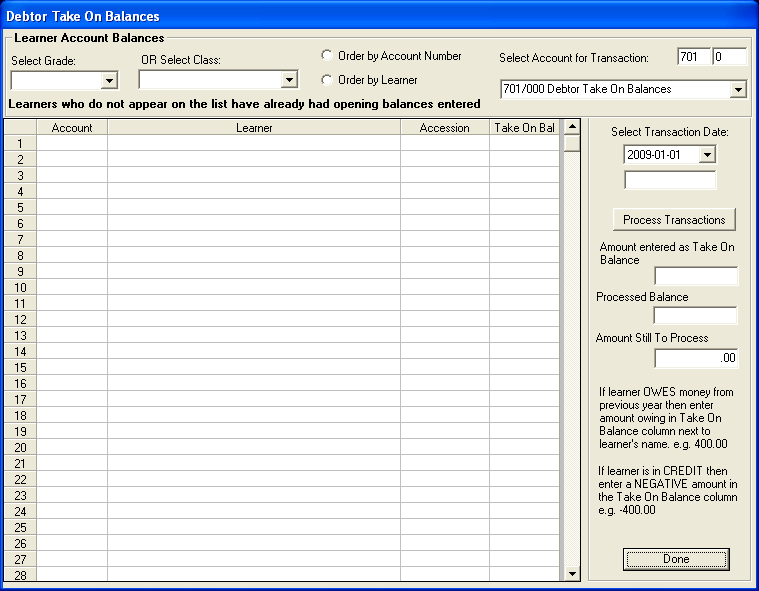 Debtor Take On Balances
Learner Account Balances
Select Grade:
OR Select Class:
Order by Account Number
Order by Learner
Select Account for Transaction:
701
0
701/000 Debtor Take On Balances
Learners who do not appear on the list have already had opening balances entered
Account
Learner
Accession
Take On Bal
1
2
3
4
5
6
7
8
9
10
11
12
13
14
15
16
17
18
19
20
21
22
23
24
25
26
27
28
Select Transaction Date:
2009-01-01
Process Transactions
Amount entered as Take On
Balance
Processed Balance
Amount Still To Process
.00
If learner OWES money from
previous year then enter
amount owing in Take On
Balance column next to
learner's name. e.g. 400.00
If learner is in CREDIT then
enter a NEGATIVE amount in
the Take On Balance column
e.g. -400.00
Done